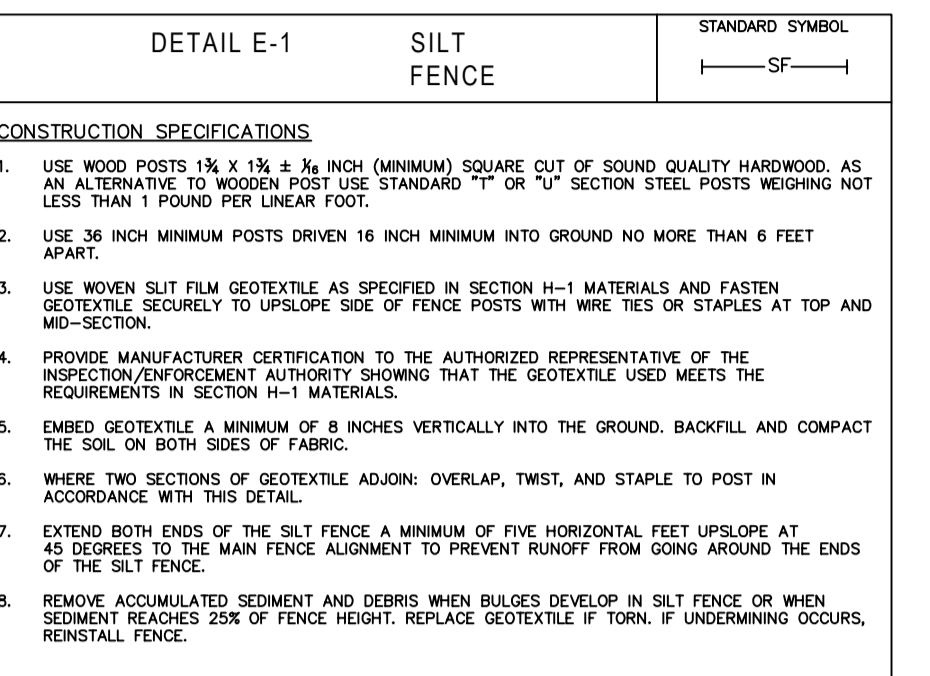 DETAIL E-1 SILT
FENCE
STANDARD SYMBOL
SF
CONSTRUCTION SPECIFICATIONS
1. USE WOOD POSTS 1¾ X 1¾ ± 1⁄16 INCH (MINIMUM) SQUARE CUT OF SOUND QUALITY HARDWOOD. AS
AN ALTERNATIVE TO WOODEN POST USE STANDARD "T" OR "U" SECTION STEEL POSTS WEIGHING NOT
LESS THAN 1 POUND PER LINEAR FOOT.
2. USE 36 INCH MINIMUM POSTS DRIVEN 16 INCH MINIMUM INTO GROUND NO MORE THAN 6 FEET
APART.
3. USE WOVEN SLIT FILM GEOTEXTILE AS SPECIFIED IN SECTION H-1 MATERIALS AND FASTEN
GEOTEXTILE SECURELY TO UPSLOPE SIDE OF FENCE POSTS WITH WIRE TIES OR STAPLES AT TOP AND
MID-SECTION.
4. PROVIDE MANUFACTURER CERTIFICATION TO THE AUTHORIZED REPRESENTATIVE OF THE
INSPECTION/ENFORCEMENT AUTHORITY SHOWING THAT THE GEOTEXTILE USED MEETS THE
REQUIREMENTS IN SECTION H-1 MATERIALS.
5. EMBED GEOTEXTILE A MINIMUM OF 8 INCHES VERTICALLY INTO THE GROUND. BACKFILL AND COMPACT
THE SOIL ON BOTH SIDES OF FABRIC.
6. WHERE TWO SECTIONS OF GEOTEXTILE ADJOIN: OVERLAP, TWIST, AND STAPLE TO POST IN
ACCORDANCE WITH THIS DETAIL.
7. EXTEND BOTH ENDS OF THE SILT FENCE A MINIMUM OF FIVE HORIZONTAL FEET UPSLOPE AT
45 DEGREES TO THE MAIN FENCE ALIGNMENT TO PREVENT RUNOFF FROM GOING AROUND THE ENDS
OF THE SILT FENCE.
8. REMOVE ACCUMULATED SEDIMENT AND DEBRIS WHEN BULGES DEVELOP IN SILT FENCE OR WHEN
SEDIMENT REACHES 25% OF FENCE HEIGHT. REPLACE GEOTEXTILE IF TORN. IF UNDERMINING OCCURS,
REINSTALL FENCE.